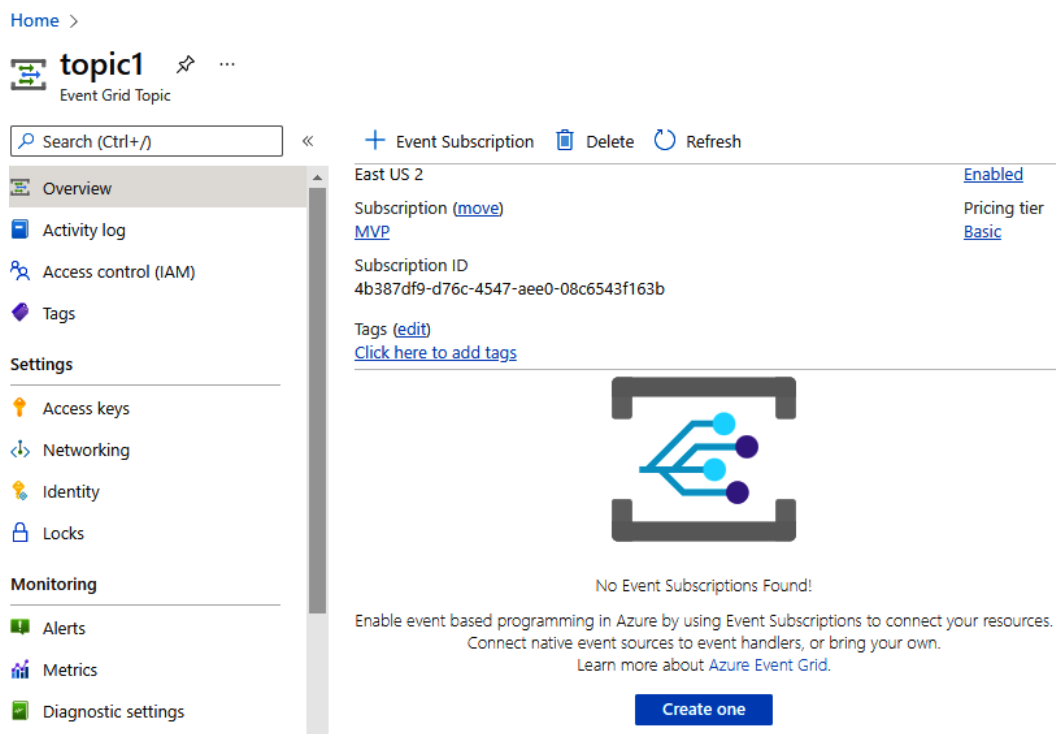 Home >
topic1 ...
Event Grid Topic
Search (Ctrl+/) «
Overview
Activity log
Access control (IAM)
Tags
Settings
Access keys
Networking
Identity
Locks
Monitoring
Alerts
Metrics
Diagnostic settings
+ Event Subscription Delete Refresh
East US 2
Subscription (move)
MVP
Subscription ID
4b387df9-d76c-4547-aee0-08c6543f163b
Tags (edit)
Click here to add tags
Enabled
Pricing tier
Basic
No Event Subscriptions Found!
Enable event based programming in Azure by using Event Subscriptions to connect your resources.
Connect native event sources to event handlers, or bring your own.
Learn more about Azure Event Grid.
Create one